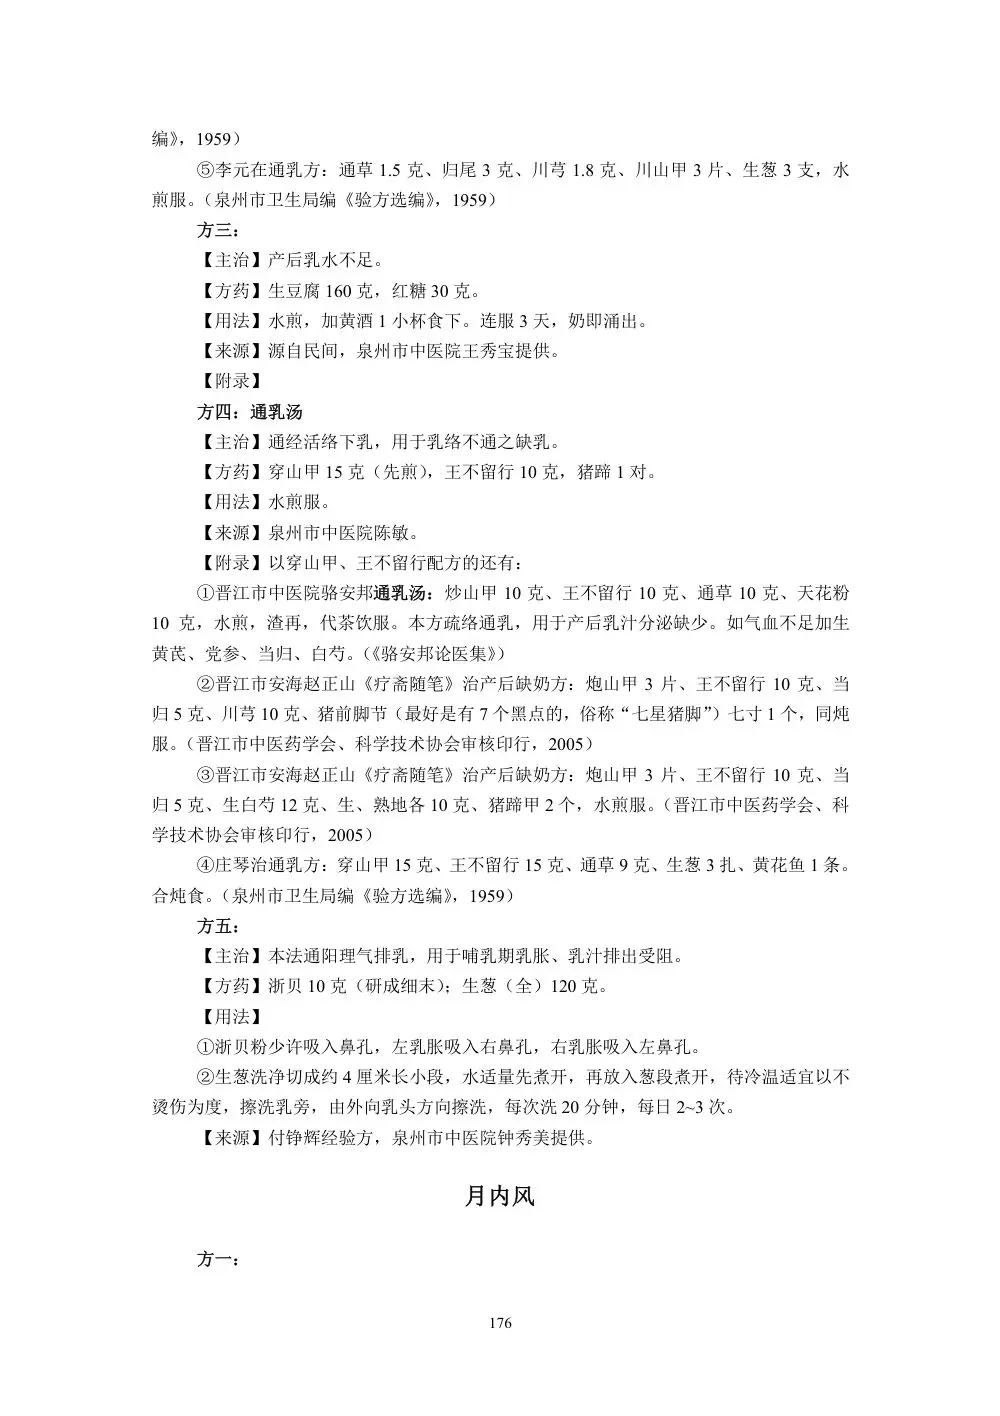 编》，1959）
⑤李元在通乳方：通草 1.5 克、归尾 3 克、川芎 1.8 克、川山甲 3 片、生葱 3 支，水
煎服。（泉州市卫生局编《验方选编》，1959）
方三：
【主治】产后乳水不足。
【方药】生豆腐 160 克，红糖 30 克。
【用法】水煎，加黄酒 1 小杯食下。连服 3 天，奶即涌出。
【来源】源自民间，泉州市中医院王秀宝提供。
【附录】
方四：通乳汤
【主治】通经活络下乳，用于乳络不通之缺乳。
【方药】穿山甲 15 克（先煎），王不留行 10 克，猪蹄 1 对。
【用法】水煎服。
【来源】泉州市中医院陈敏。
【附录】以穿山甲、王不留行配方的还有：
①晋江市中医院骆安邦通乳汤：炒山甲 10 克、王不留行 10 克、通草 10 克、天花粉
10 克，水煎，渣再，代茶饮服。本方疏络通乳，用于产后乳汁分泌缺少。如气血不足加生
黄芪、党参、当归、白芍。（《骆安邦论医集》）
②晋江市安海赵正山《疗斋随笔》治产后缺奶方：炮山甲 3 片、王不留行 10 克、当
归 5 克、川芎 10 克、猪前脚节（最好是有 7 个黑点的，俗称“七星猪脚”）七寸 1 个，同炖
服。（晋江市中医药学会、科学技术协会审核印行，2005）
③晋江市安海赵正山《疗斋随笔》治产后缺奶方：炮山甲 3 片、王不留行 10 克、当
归 5 克、生白芍 12 克、生、熟地各 10 克、猪蹄甲 2 个，水煎服。（晋江市中医药学会、科
学技术协会审核印行，2005）
④庄琴治通乳方：穿山甲 15 克、王不留行 15 克、通草 9 克、生葱 3 扎、黄花鱼 1 条。
合炖食。（泉州市卫生局编《验方选编》，1959）
方五：
【主治】本法通阳理气排乳，用于哺乳期乳胀、乳汁排出受阻。
【方药】浙贝 10 克（研成细末）；生葱（全）120 克。
【用法】
①浙贝粉少许吸入鼻孔，左乳胀吸入右鼻孔，右乳胀吸入左鼻孔。
②生葱洗净切成约 4 厘米长小段，水适量先煮开，再放入葱段煮开，待冷温适宜以不
烫伤为度，擦洗乳旁，由外向乳头方向擦洗，每次洗 20 分钟，每日 2~3 次。
【来源】付铮辉经验方，泉州市中医院钟秀美提供。
月内风
方一：
176